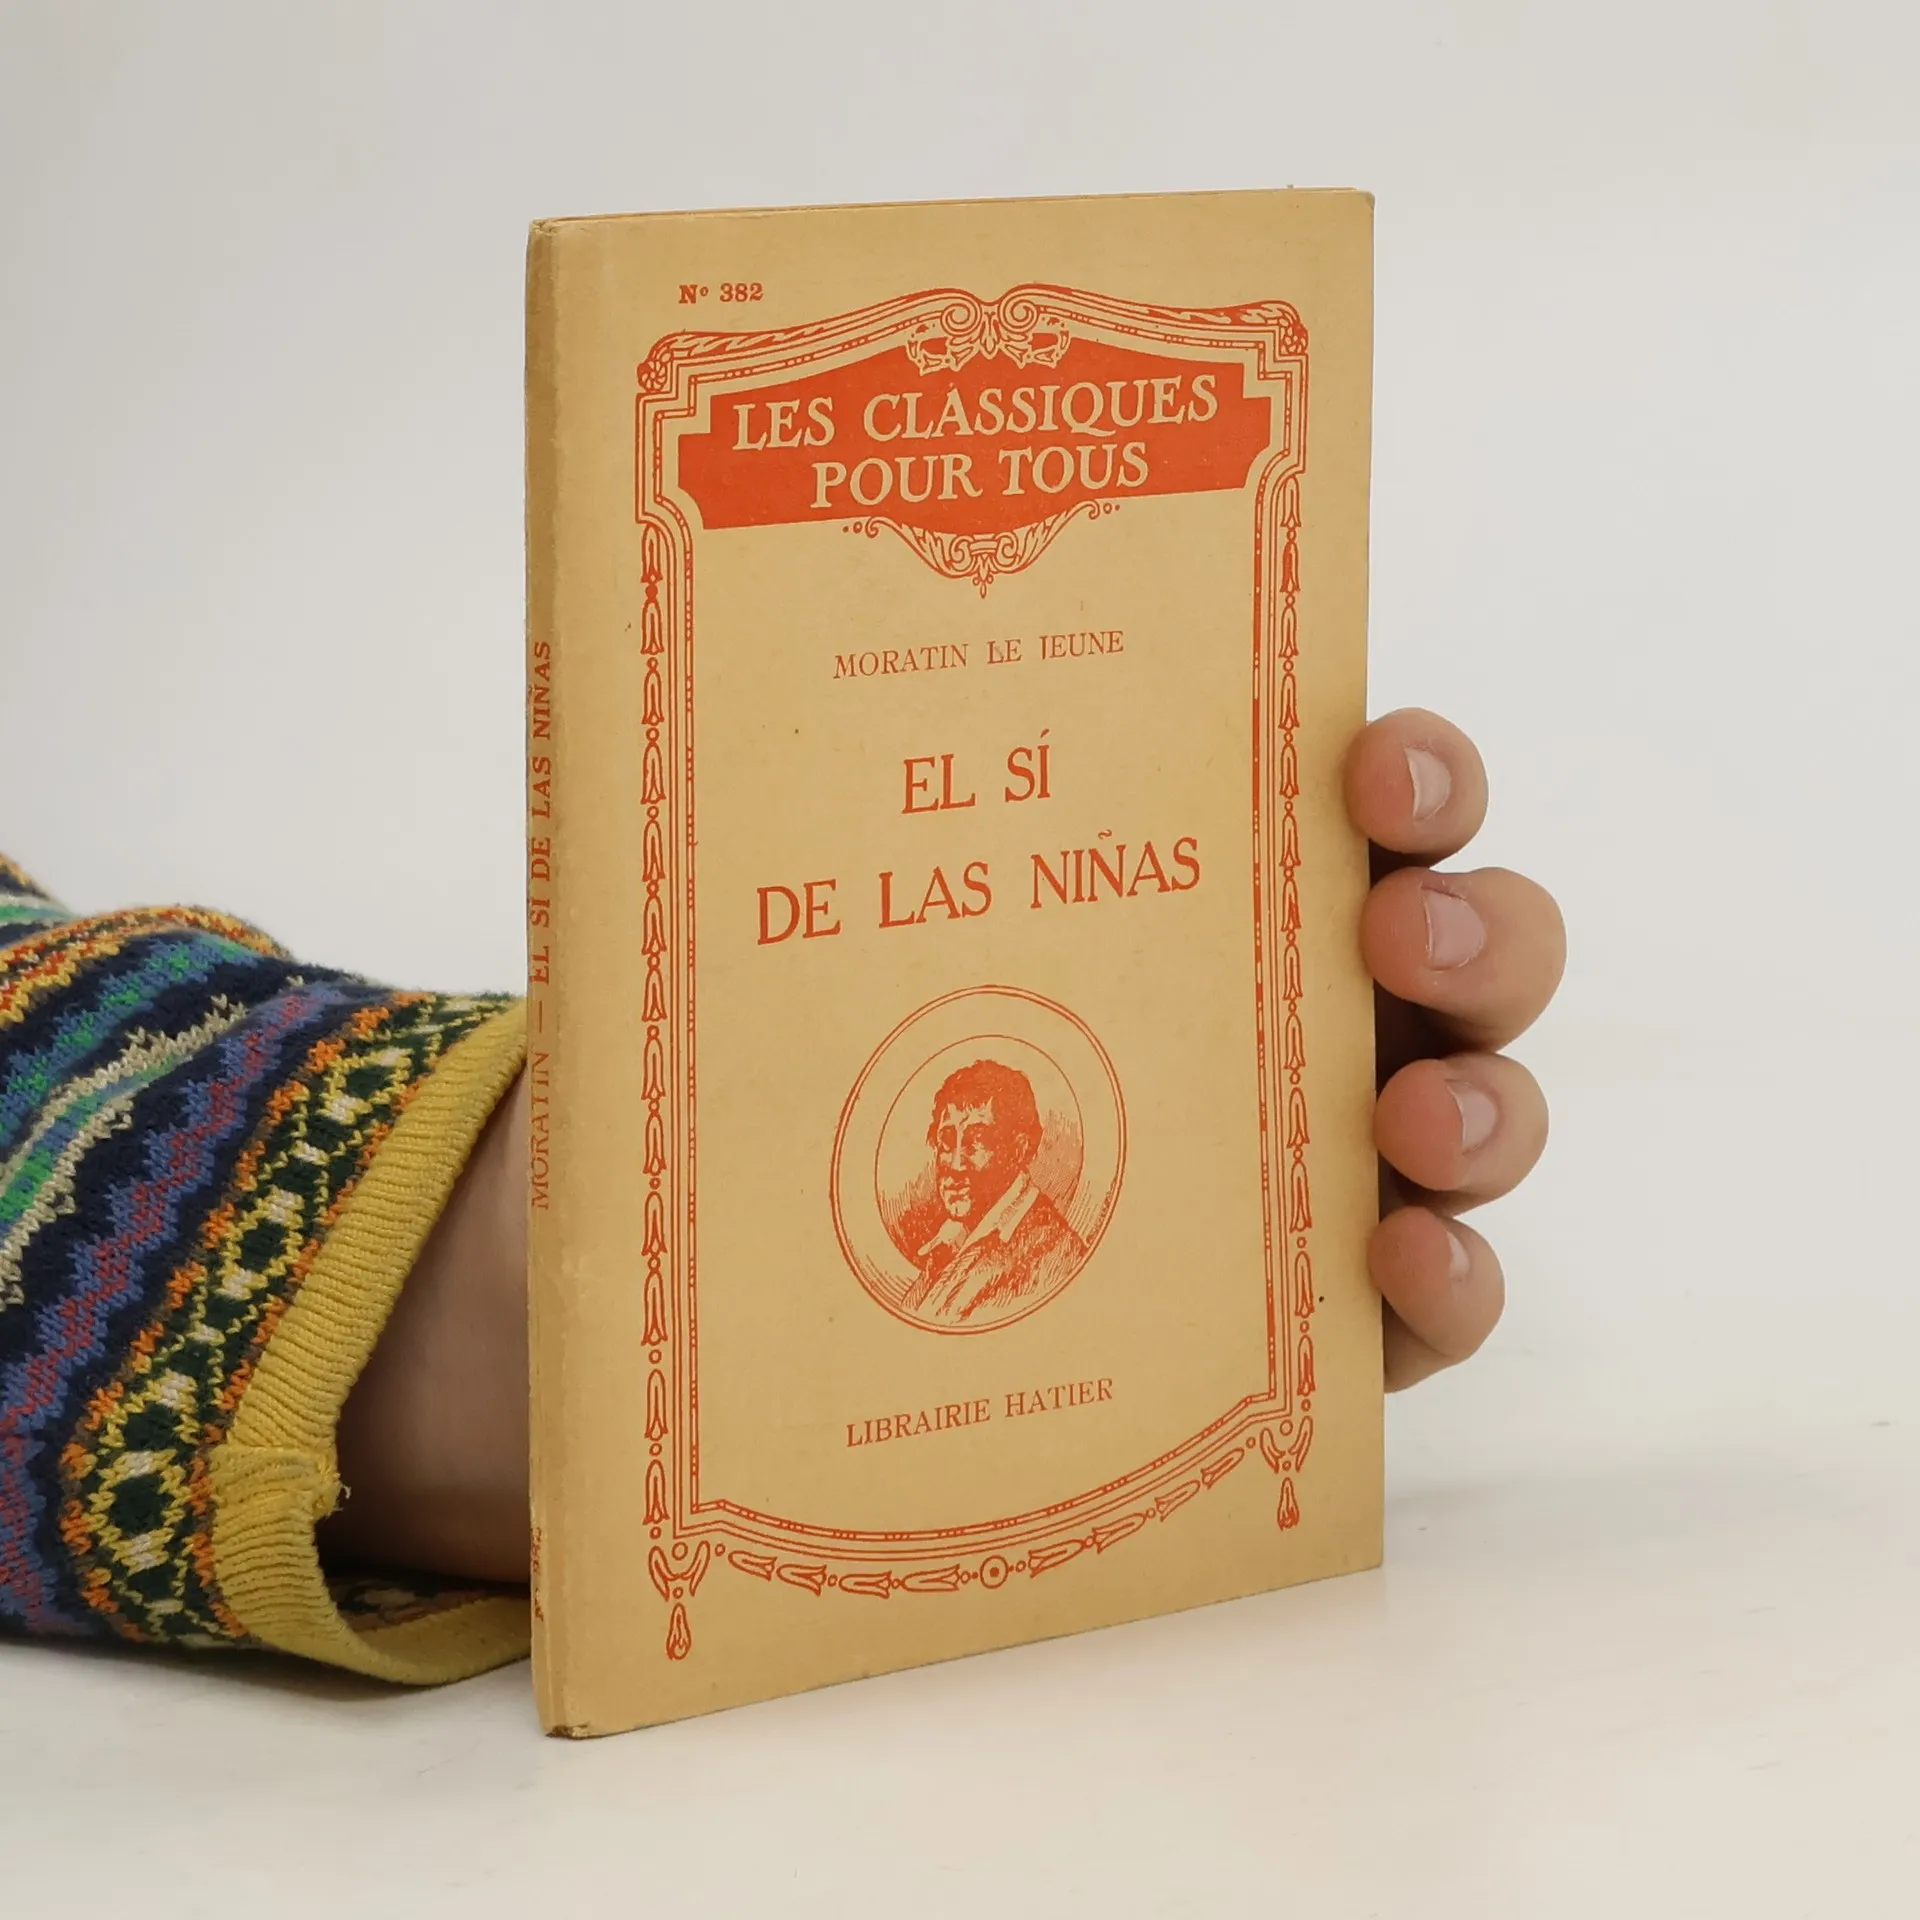 Nº 382
LES CLASSIQUES
POUR TOUS
MORATIN LE JEUNE
EL SÍ
DE LAS NIÑAS
LIBRAIRIE HATIER
MORATIN — EL SÍ DE LAS NIÑAS